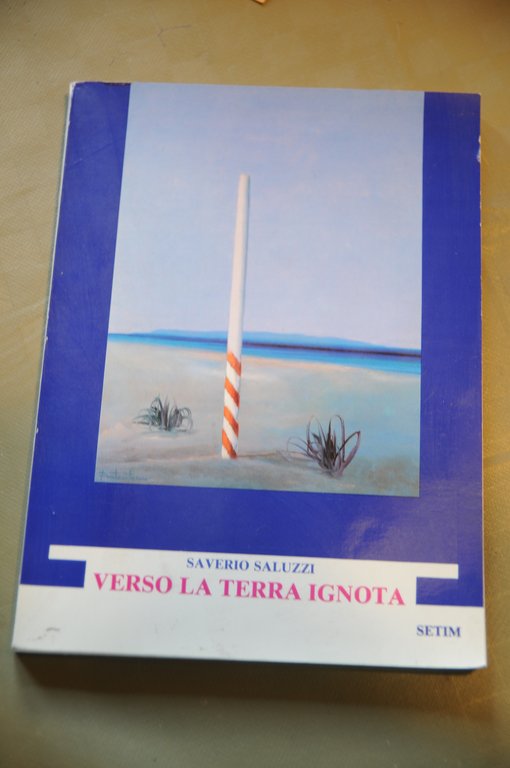 SAVERIO SALUZZI
VERSO LA TERRA IGNOTA
SETIM